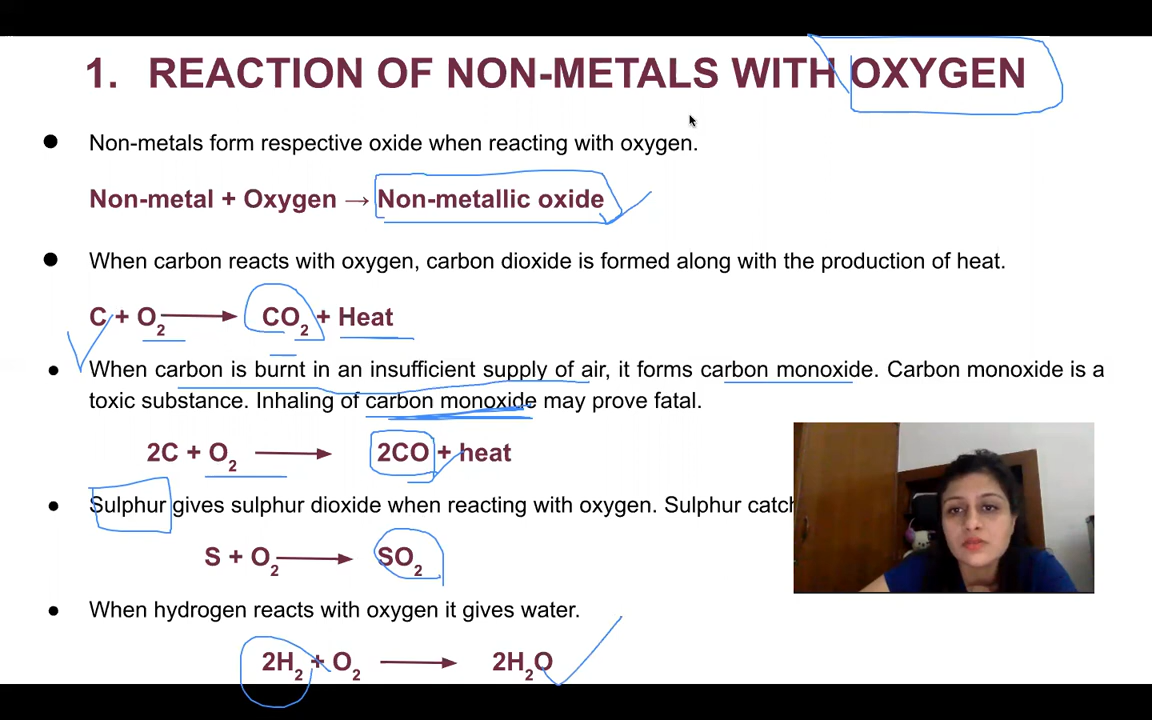 1. REACTION OF NON-METALS WITH OXYGEN
● Non-metals form respective oxide when reacting with oxygen.
Non-metal + Oxygen → Non-metallic oxide
● When carbon reacts with oxygen, carbon dioxide is formed along with the production of heat.
C + O₂ ⟶ CO₂ + Heat
● When carbon is burnt in an insufficient supply of air, it forms carbon monoxide. Carbon monoxide is a
toxic substance. Inhaling of carbon monoxide may prove fatal.
2C + O₂ ⟶ 2CO + heat
● Sulphur gives sulphur dioxide when reacting with oxygen. Sulphur catch
S + O₂ ⟶ SO₂
● When hydrogen reacts with oxygen it gives water.
2H₂ + O₂ ⟶ 2H₂O